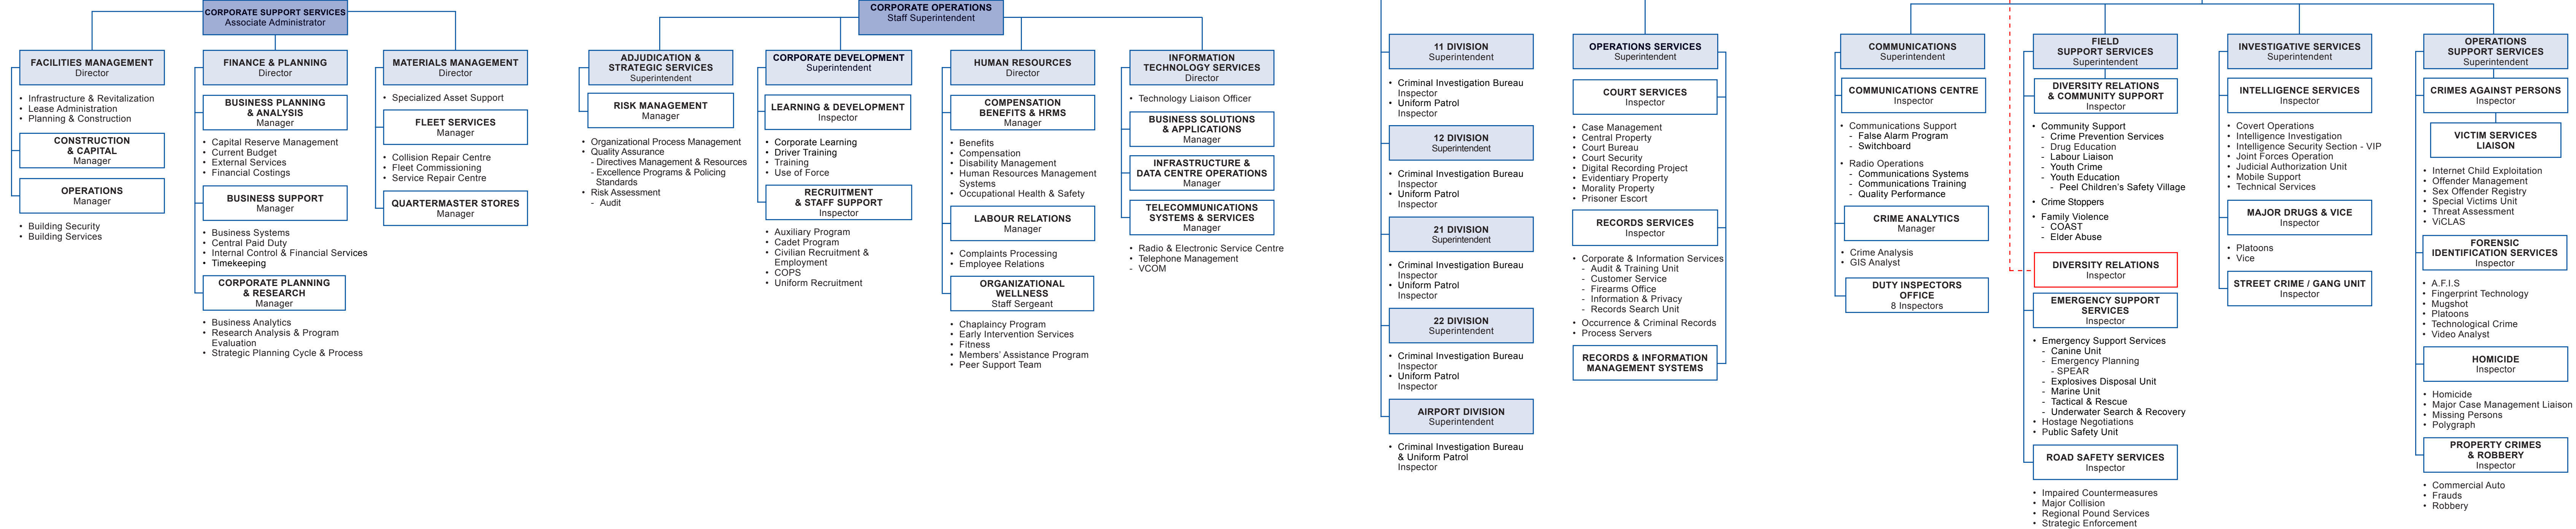 CORPORATE SUPPORT SERVICES
Associate Administrator
FACILITIES MANAGEMENT
Director
• Infrastructure & Revitalization
• Lease Administration
• Planning & Construction
CONSTRUCTION
& CAPITAL
Manager
OPERATIONS
Manager
• Building Security
• Building Services
FINANCE & PLANNING
Director
BUSINESS PLANNING
& ANALYSIS
Manager
• Capital Reserve Management
• Current Budget
• External Services
• Financial Costings
BUSINESS SUPPORT
Manager
• Business Systems
• Central Paid Duty
• Internal Control & Financial Services
• Timekeeping
CORPORATE PLANNING
& RESEARCH
Manager
• Business Analytics
• Research Analysis & Program
Evaluation
• Strategic Planning Cycle & Process
MATERIALS MANAGEMENT
Director
• Specialized Asset Support
FLEET SERVICES
Manager
• Collision Repair Centre
• Fleet Commissioning
• Service Repair Centre
QUARTERMASTER STORES
Manager
CORPORATE OPERATIONS
Staff Superintendent
ADJUDICATION &
STRATEGIC SERVICES
Superintendent
RISK MANAGEMENT
Manager
• Organizational Process Management
• Quality Assurance
- Directives Management & Resources
- Excellence Programs & Policing
Standards
• Risk Assessment
- Audit
CORPORATE DEVELOPMENT
Superintendent
LEARNING & DEVELOPMENT
Inspector
• Corporate Learning
• Driver Training
• Training
• Use of Force
RECRUITMENT
& STAFF SUPPORT
Inspector
• Auxiliary Program
• Cadet Program
• Civilian Recruitment &
Employment
• COPS
• Uniform Recruitment
HUMAN RESOURCES
Director
COMPENSATION
BENEFITS & HRMS
Manager
• Benefits
• Compensation
• Disability Management
• Human Resources Management
Systems
• Occupational Health & Safety
LABOUR RELATIONS
Manager
• Complaints Processing
• Employee Relations
ORGANIZATIONAL
WELLNESS
Staff Sergeant
• Chaplaincy Program
• Early Intervention Services
• Fitness
• Members' Assistance Program
• Peer Support Team
INFORMATION
TECHNOLOGY SERVICES
Director
• Technology Liaison Officer
BUSINESS SOLUTIONS
& APPLICATIONS
Manager
INFRASTRUCTURE &
DATA CENTRE OPERATIONS
Manager
TELECOMMUNICATIONS
SYSTEMS & SERVICES
Manager
• Radio & Electronic Service Centre
• Telephone Management
- VCOM
11 DIVISION
Superintendent
• Criminal Investigation Bureau
Inspector
• Uniform Patrol
Inspector
12 DIVISION
Superintendent
• Criminal Investigation Bureau
Inspector
• Uniform Patrol
Inspector
21 DIVISION
Superintendent
• Criminal Investigation Bureau
Inspector
• Uniform Patrol
Inspector
22 DIVISION
Superintendent
• Criminal Investigation Bureau
Inspector
• Uniform Patrol
Inspector
AIRPORT DIVISION
Superintendent
• Criminal Investigation Bureau
& Uniform Patrol
Inspector
OPERATIONS SERVICES
Superintendent
COURT SERVICES
Inspector
• Case Management
• Central Property
• Court Bureau
• Court Security
• Digital Recording Project
• Evidentiary Property
• Morality Property
• Prisoner Escort
RECORDS SERVICES
Inspector
• Corporate & Information Services
- Audit & Training Unit
- Customer Service
- Firearms Office
- Information & Privacy
- Records Search Unit
• Occurrence & Criminal Records
• Process Servers
RECORDS & INFORMATION
MANAGEMENT SYSTEMS
COMMUNICATIONS
Superintendent
COMMUNICATIONS CENTRE
Inspector
• Communications Support
- False Alarm Program
- Switchboard
• Radio Operations
- Communications Systems
- Communications Training
- Quality Performance
CRIME ANALYTICS
Manager
• Crime Analysis
• GIS Analyst
DUTY INSPECTORS
OFFICE
8 Inspectors
FIELD
SUPPORT SERVICES
Superintendent
DIVERSITY RELATIONS
& COMMUNITY SUPPORT
Inspector
• Community Support
- Crime Prevention Services
- Drug Education
- Labour Liaison
- Youth Crime
- Youth Education
- Peel Children's Safety Village
• Crime Stoppers
• Family Violence
- COAST
- Elder Abuse
DIVERSITY RELATIONS
Inspector
EMERGENCY SUPPORT
SERVICES
Inspector
• Emergency Support Services
- Canine Unit
- Emergency Planning
- SPEAR
- Explosives Disposal Unit
- Marine Unit
- Tactical & Rescue
- Underwater Search & Recovery
• Hostage Negotiations
• Public Safety Unit
ROAD SAFETY SERVICES
Inspector
• Impaired Countermeasures
• Major Collision
• Regional Pound Services
• Strategic Enforcement
INVESTIGATIVE SERVICES
Superintendent
INTELLIGENCE SERVICES
Inspector
• Covert Operations
• Intelligence Investigation
• Intelligence Security Section - VIP
• Joint Forces Operation
• Judicial Authorization Unit
• Mobile Support
• Technical Services
MAJOR DRUGS & VICE
Inspector
• Platoons
• Vice
STREET CRIME / GANG UNIT
Inspector
OPERATIONS
SUPPORT SERVICES
Superintendent
CRIMES AGAINST PERSONS
Inspector
VICTIM SERVICES
LIAISON
• Internet Child Exploitation
• Offender Management
• Sex Offender Registry
• Special Victims Unit
• Threat Assessment
• ViCLAS
FORENSIC
IDENTIFICATION SERVICES
Inspector
• A.F.I.S
• Fingerprint Technology
• Mugshot
• Platoons
• Technological Crime
• Video Analyst
HOMICIDE
Inspector
• Homicide
• Major Case Management Liaison
• Missing Persons
• Polygraph
PROPERTY CRIMES
& ROBBERY
Inspector
• Commercial Auto
• Frauds
• Robbery